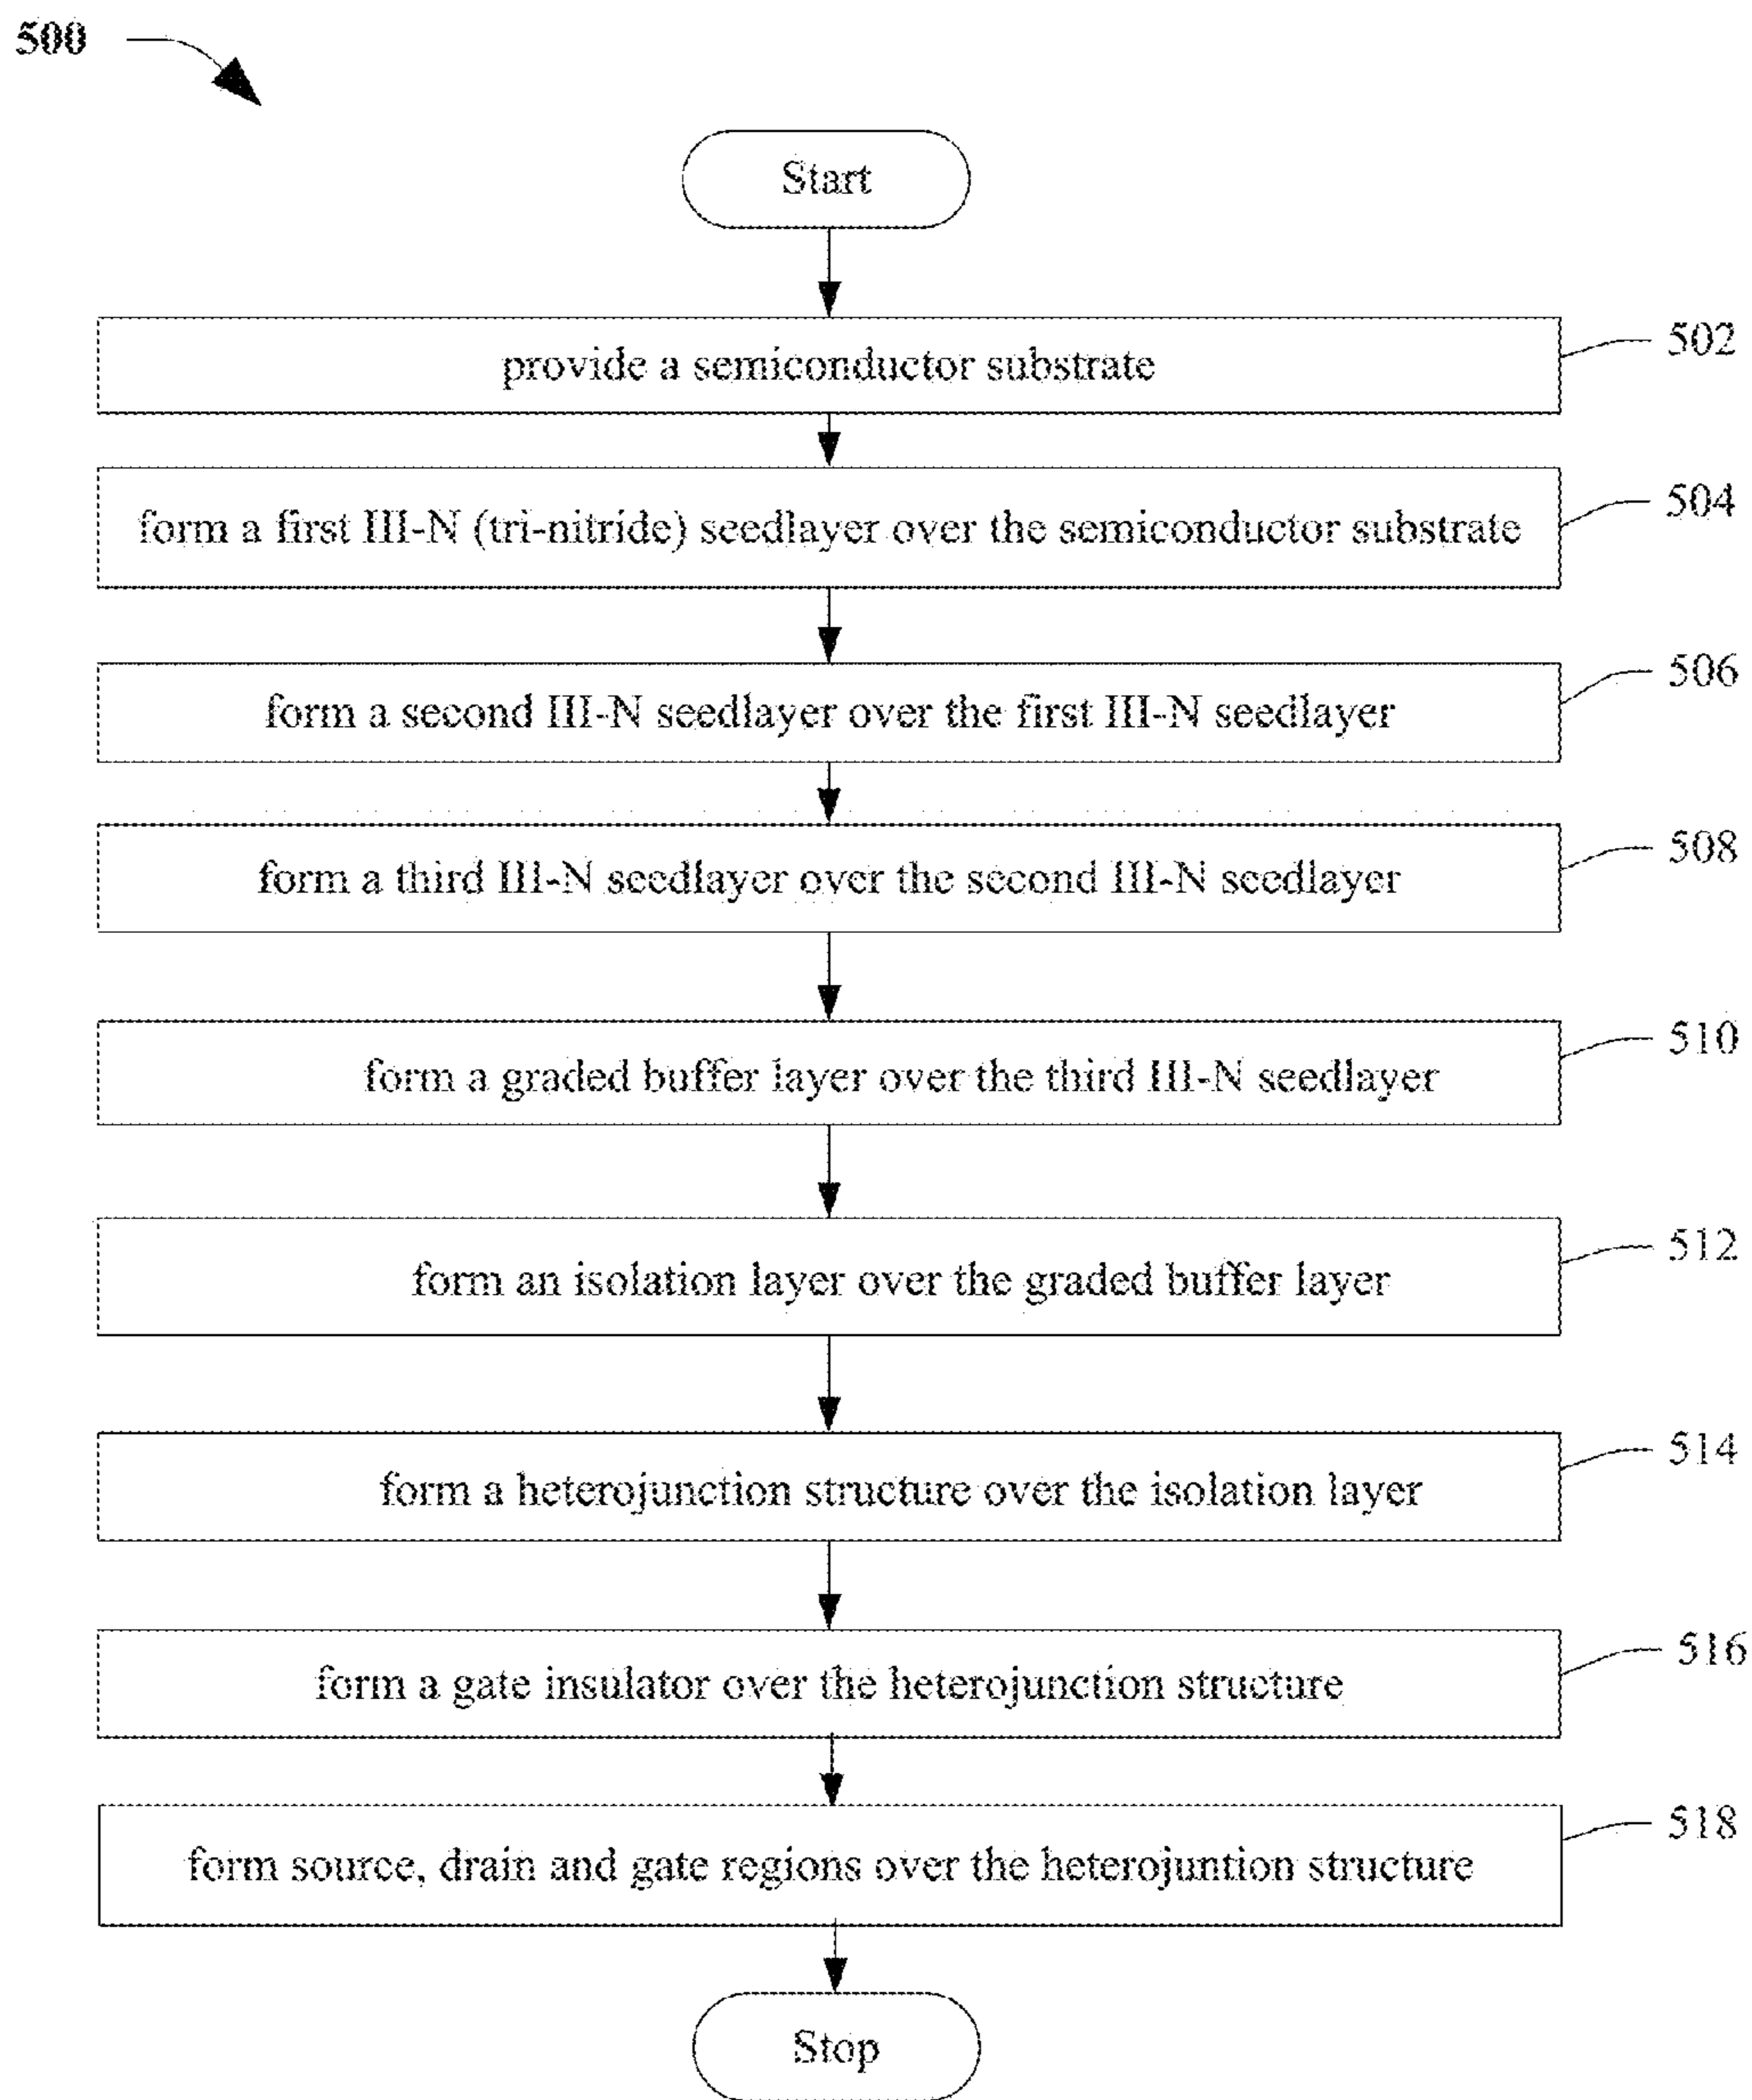 500
Start
provide a semiconductor substrate
502
form a first III-N (tri-nitride) seedlayer over the semiconductor substrate
504
form a second III-N seedlayer over the first III-N seedlayer
506
form a third III-N seedlayer over the second III-N seedlayer
508
form a graded buffer layer over the third III-N seedlayer
510
form an isolation layer over the graded buffer layer
512
form a heterojunction structure over the isolation layer
514
form a gate insulator over the heterojunction structure
516
form source, drain and gate regions over the heterojuntion structure
518
Stop